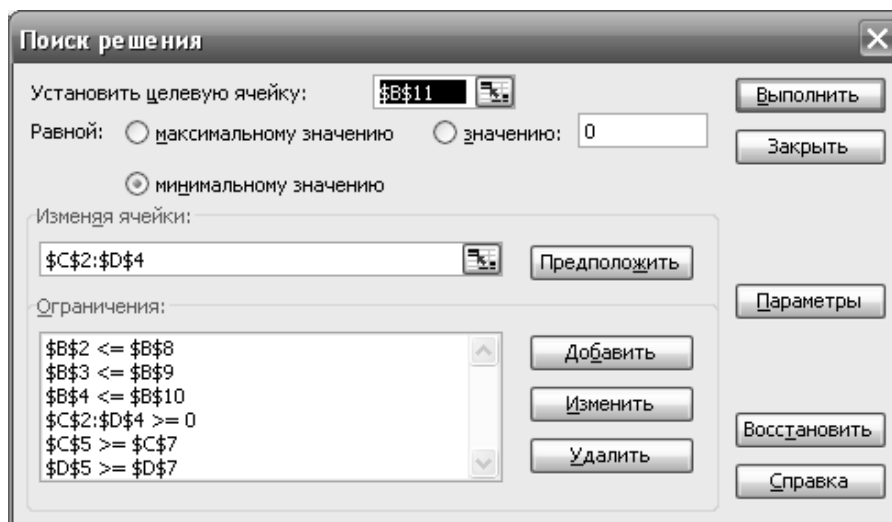 Поиск решения
Установить целевую ячейку: $B$11
Выполнить
Равной: максимальному значению значению: 0
Закрыть
минимальному значению
Изменяя ячейки:
$C$2:$D$4
Предположить
Параметры
Ограничения:
$B$2 <= $B$8
$B$3 <= $B$9
$B$4 <= $B$10
$C$2:$D$4 >= 0
$C$5 >= $C$7
$D$5 >= $D$7
Добавить
Изменить
Удалить
Восстановить
Справка